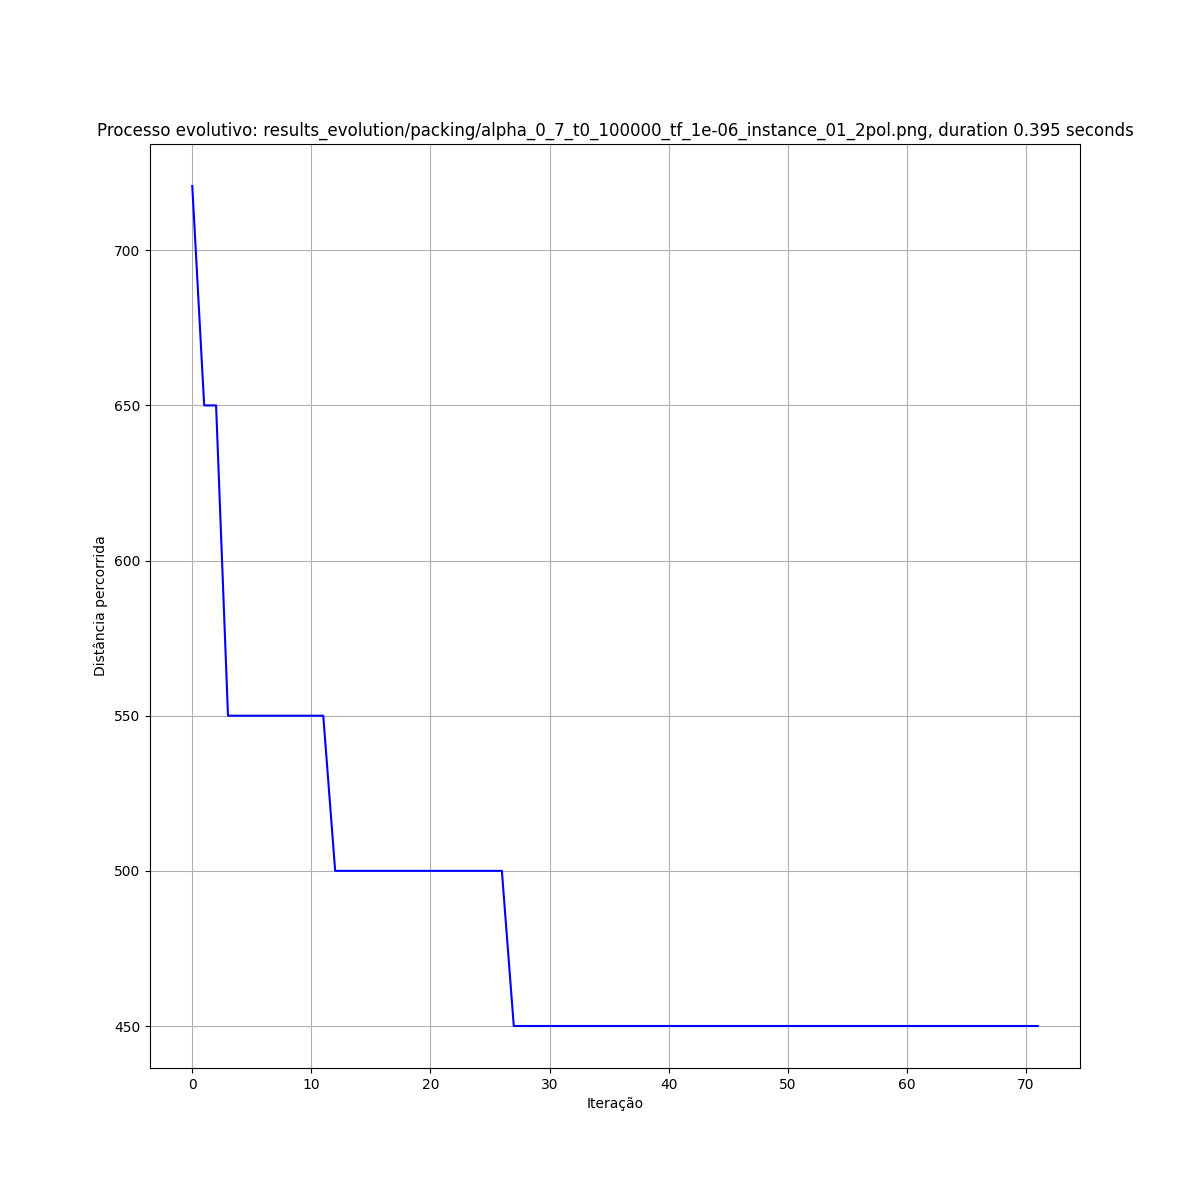 Processo evolutivo: results_evolution/packing/alpha_0_7_t0_100000_tf_1e-06_instance_01_2pol.png, duration 0.395 seconds
700
650
600
550
500
450
Distância percorrida
0 10 20 30 40 50 60 70
Iteração